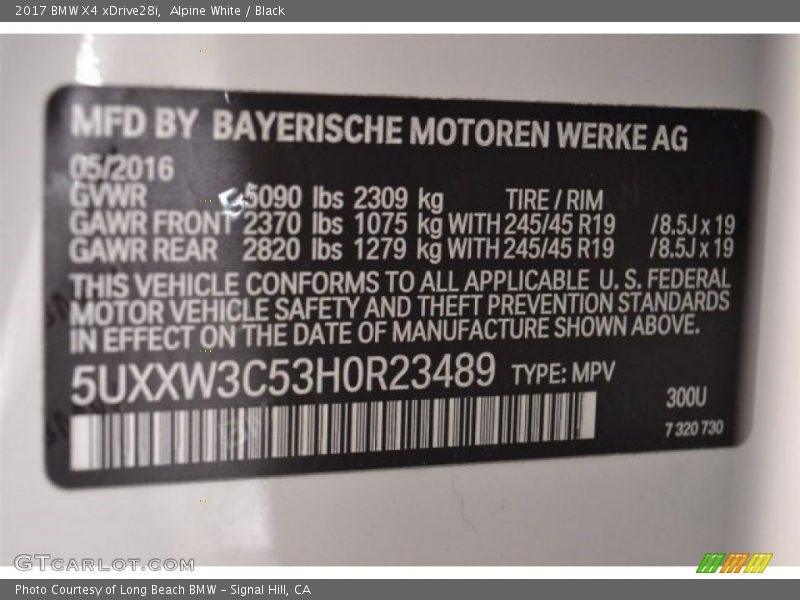 2017 BMW X4 xDrive28i,  Alpine White / Black
MFD BY BAYERISCHE MOTOREN WERKE AG
05/2016
GVWR 5090 lbs 2309 kg TIRE / RIM
GAWR FRONT 2370 lbs 1075 kg WITH 245/45 R19 /8.5J x 19
GAWR REAR 2820 lbs 1279 kg WITH 245/45 R19 /8.5J x 19
THIS VEHICLE CONFORMS TO ALL APPLICABLE U. S. FEDERAL
MOTOR VEHICLE SAFETY AND THEFT PREVENTION STANDARDS
IN EFFECT ON THE DATE OF MANUFACTURE SHOWN ABOVE.
5UXXW3C53H0R23489 TYPE: MPV
300U
7 320 730
GTCARLOT.COM
Photo Courtesy of Long Beach BMW - Signal Hill, CA